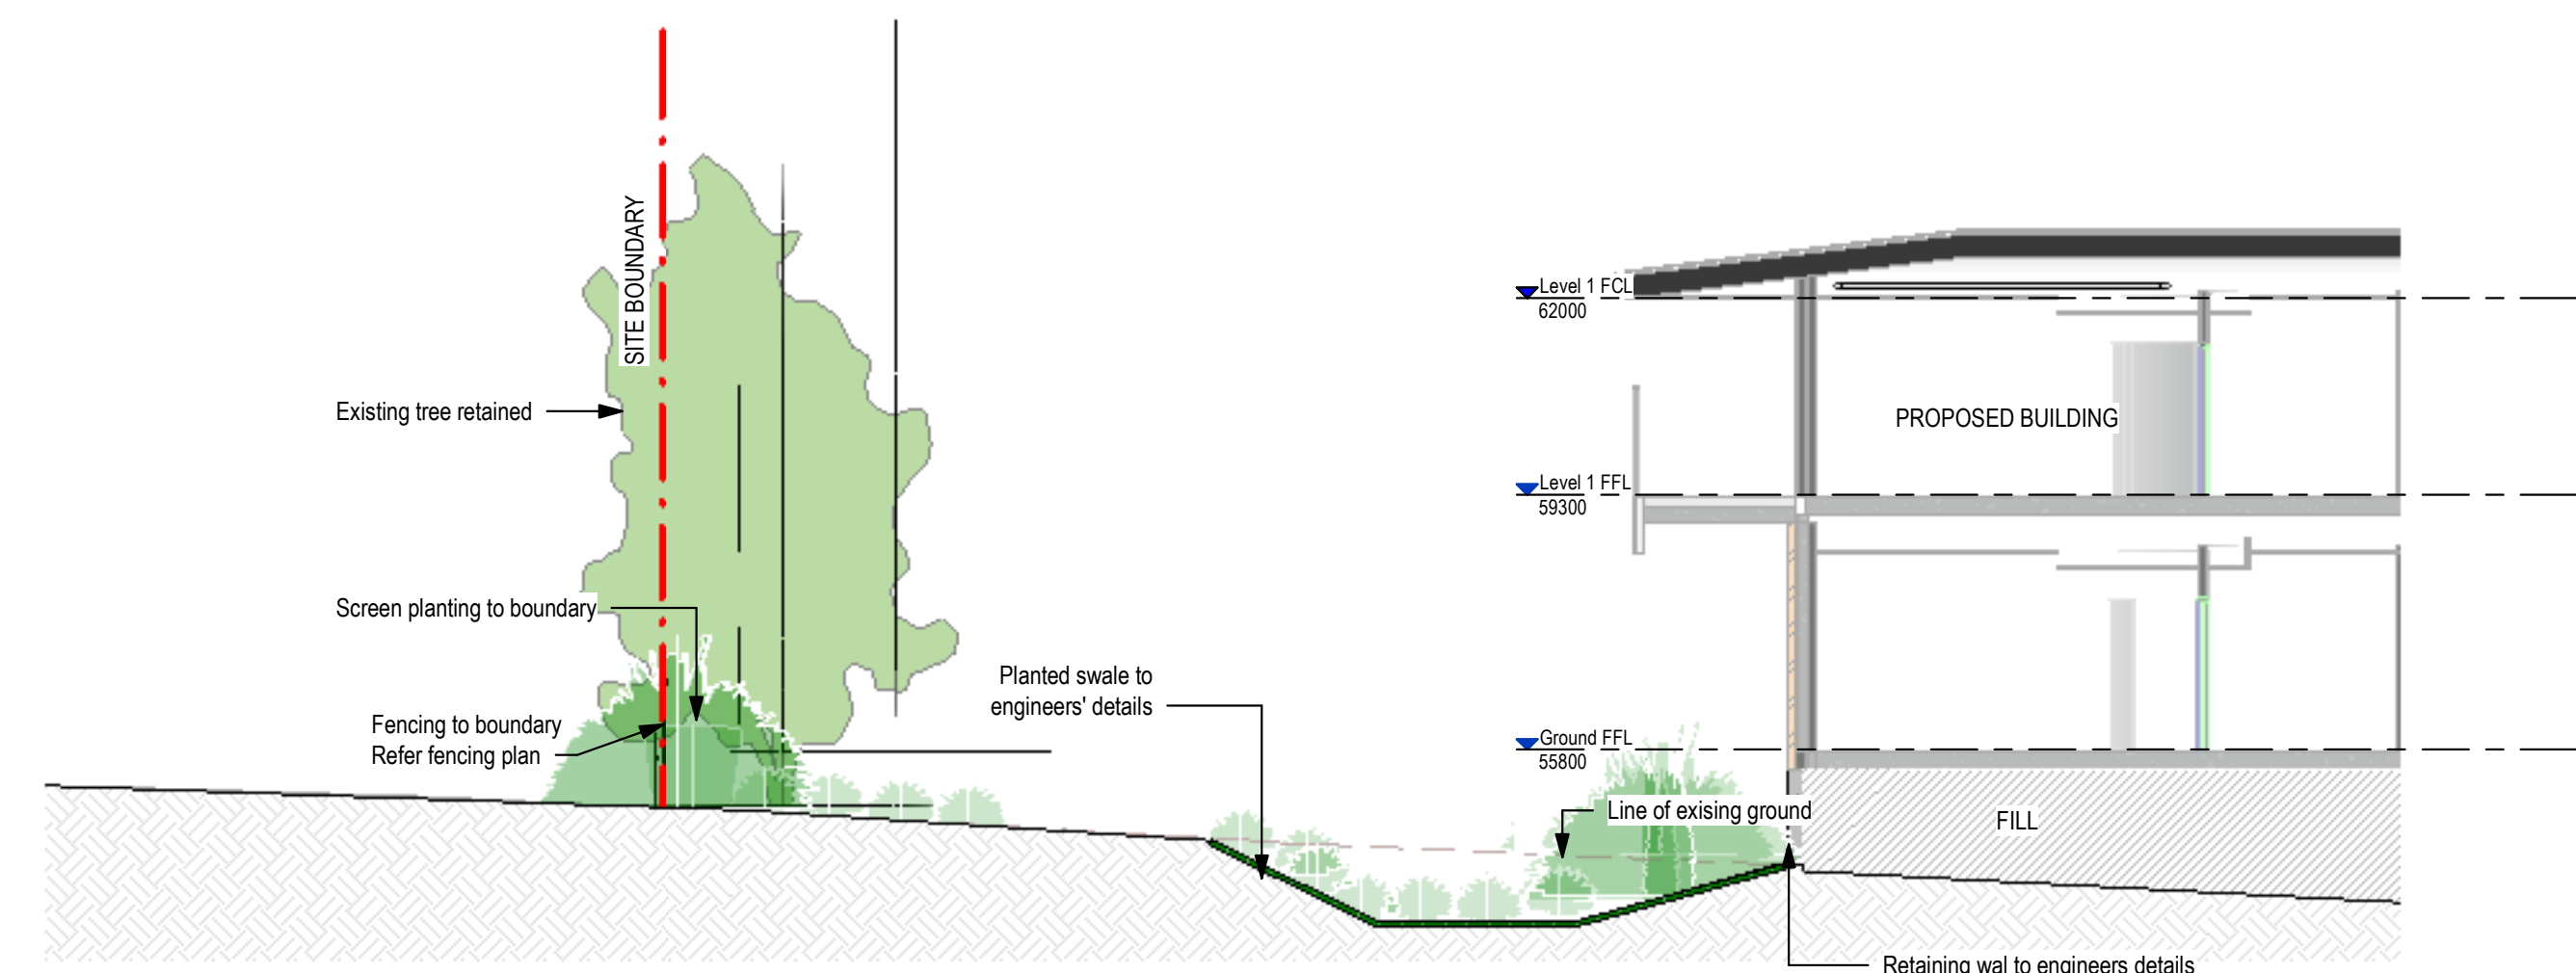 SITE BOUNDARY
Level 1 FCL
62000
Existing tree retained
PROPOSED BUILDING
Level 1 FFL
59300
Screen planting to boundary
Planted swale to
engineers' details
Fencing to boundary
Refer fencing plan
Ground FFL
55800
Line of exising ground
FILL
Retaining wal to engineers details